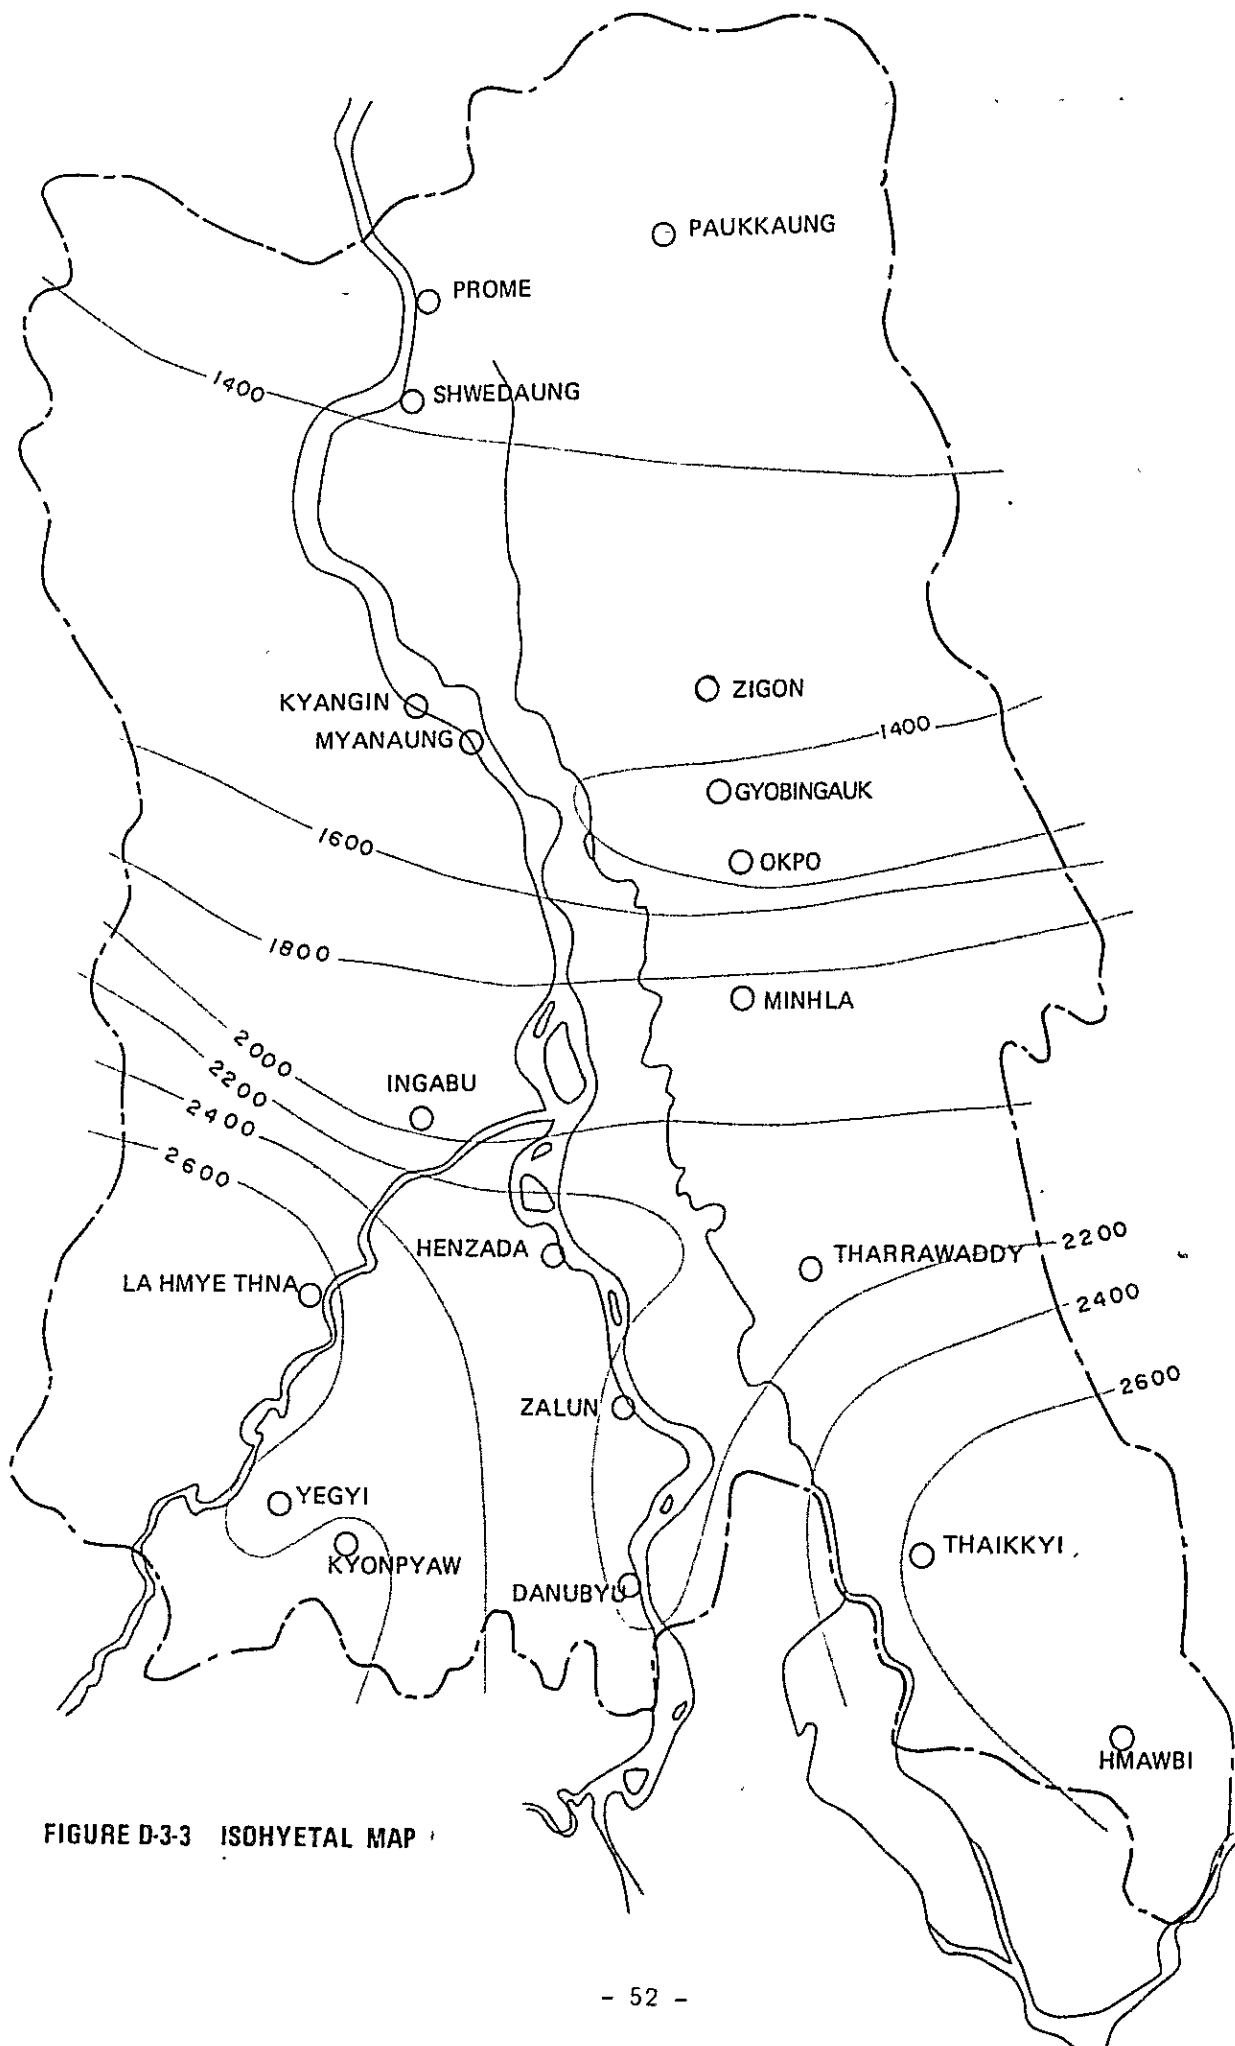 PAUKKAUNG
PROME
1400
SHWEDAUNG
ZIGON
KYANGIN
1400
MYANAUNG
GYOBINGAUK
1600
OKPO
1800
MINHLA
2000
2200
INGABU
2400
2600
2200
HENZADA
THARRAWADDY
LA HMYE THNA
2400
2600
ZALUN
YEGYI
THAIKKYI
KYONPYAW
DANUBYU
HMAWBI
FIGURE D-3-3 ISOHYETAL MAP
- 52 -